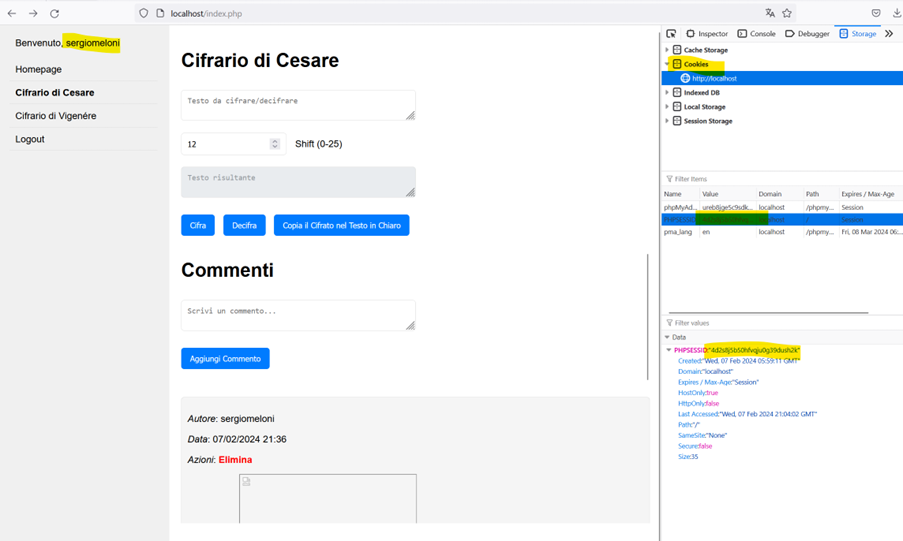 localhost/index.php
Benvenuto, sergiomeloni
Homepage
Cifrario di Cesare
Cifrario di Vigenére
Logout
Cifrario di Cesare
Testo da cifrare/decifrare
12
Shift (0-25)
Testo risultante
Cifra
Decifra
Copia il Cifrato nel Testo in Chiaro
Commenti
Scrivi un commento...
Aggiungi Commento
Autore: sergiomeloni
Data: 07/02/2024 21:36
Azioni: Elimina
Inspector Console Debugger Storage
Cache Storage
Cookies
http://localhost
Indexed DB
Local Storage
Session Storage
Filter Items
Name Value Domain Path Expires / Max-Age
phpMyAd... ureb8jge5c9sdk... localhost /phpmy... Session
PHPSESSID localhost / Session
pma_lang en localhost /phpmy... Fri, 08 Mar 2024 06:...
Filter values
Data
PHPSESSID:
Created:"Wed, 07 Feb 2024 05:59:11 GMT"
Domain:"localhost"
Expires / Max-Age:"Session"
HostOnly:true
HttpOnly:false
Last Accessed:"Wed, 07 Feb 2024 21:04:02 GMT"
Path:"/"
SameSite:"None"
Secure:false
Size:35